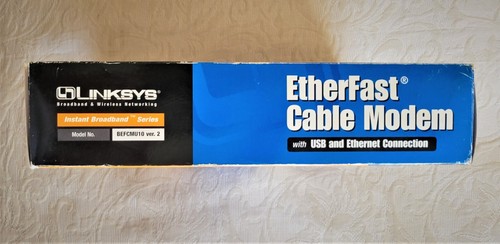 LINKSYS®
Broadband & Wireless Networking
Instant Broadband™ Series
Model No. BEFCMU10 ver. 2
EtherFast®
Cable Modem
with USB and Ethernet Connection